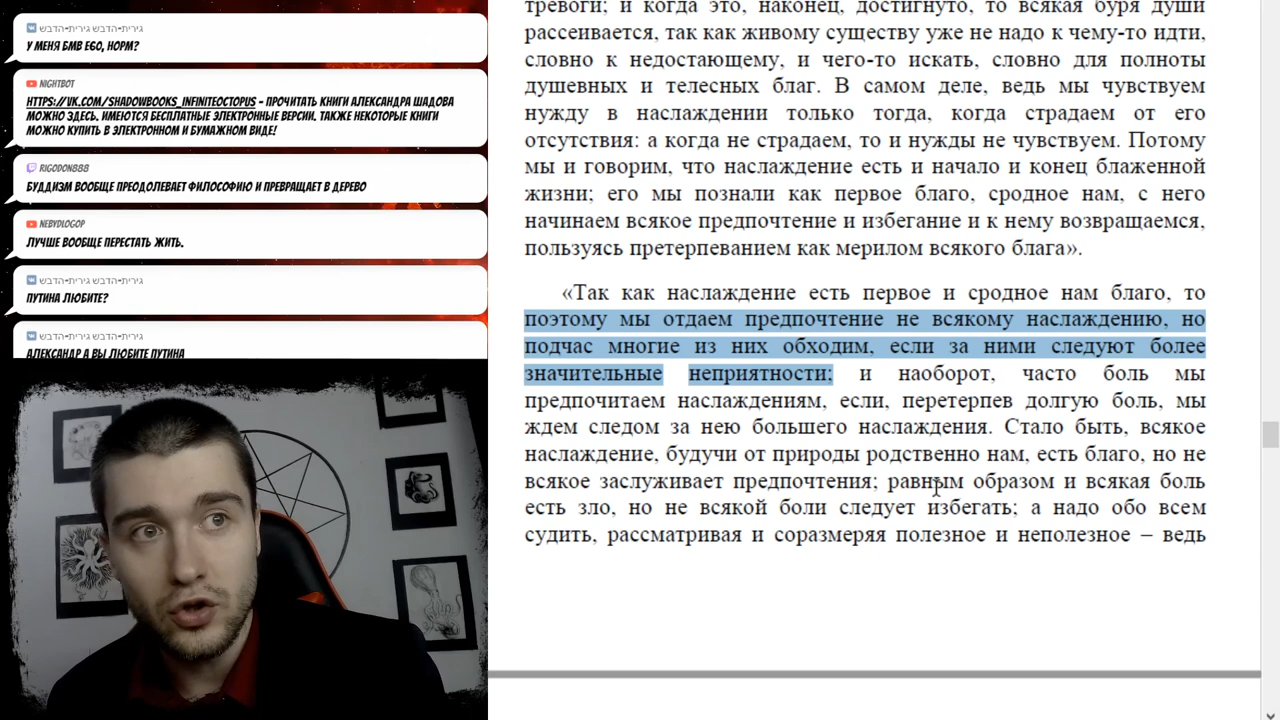 גירית-הדבש גירית-הדבש
У МЕНЯ БМВ Е60, НОРМ?
NIGHTBOT
HTTPS://VK.COM/SHADOWBOOKS_INFINITEOCTOPUS - ПРОЧИТАТЬ КНИГИ АЛЕКСАНДРА ШАДОВА
МОЖНО ЗДЕСЬ. ИМЕЮТСЯ БЕСПЛАТНЫЕ ЭЛЕКТРОННЫЕ ВЕРСИИ. ТАКЖЕ НЕКОТОРЫЕ КНИГИ
МОЖНО КУПИТЬ В ЭЛЕКТРОННОМ И БУМАЖНОМ ВИДЕ!
RIGODON888
БУДДИЗМ ВООБЩЕ ПРЕОДОЛЕВАЕТ ФИЛОСОФИЮ И ПРЕВРАЩАЕТ В ДЕРЕВО
NEBYDLOGOP
ЛУЧШЕ ВООБЩЕ ПЕРЕСТАТЬ ЖИТЬ.
גירית-הדבש גירית-הדבש
ПУТИНА ЛЮБИТЕ?
גירית-הדבש גירית-הדבש
АЛЕКСАНДР А ВЫ ЛЮБИТЕ ПУТИНА
тревоги; и когда это, наконец, достигнуто, то всякая буря души
рассеивается, так как живому существу уже не надо к чему-то идти,
словно к недостающему, и чего-то искать, словно для полноты
душевных и телесных благ. В самом деле, ведь мы чувствуем
нужду в наслаждении только тогда, когда страдаем от его
отсутствия: а когда не страдаем, то и нужды не чувствуем. Потому
мы и говорим, что наслаждение есть и начало и конец блаженной
жизни; его мы познали как первое благо, сродное нам, с него
начинаем всякое предпочтение и избегание и к нему возвращаемся,
пользуясь претерпеванием как мерилом всякого блага».
«Так как наслаждение есть первое и сродное нам благо, то
поэтому мы отдаем предпочтение не всякому наслаждению, но
подчас многие из них обходим, если за ними следуют более
значительные неприятности; и наоборот, часто боль мы
предпочитаем наслаждениям, если, перетерпев долгую боль, мы
ждем следом за нею большего наслаждения. Стало быть, всякое
наслаждение, будучи от природы родственно нам, есть благо, но не
всякое заслуживает предпочтения; равным образом и всякая боль
есть зло, но не всякой боли следует избегать; а надо обо всем
судить, рассматривая и соразмеряя полезное и неполезное – ведь